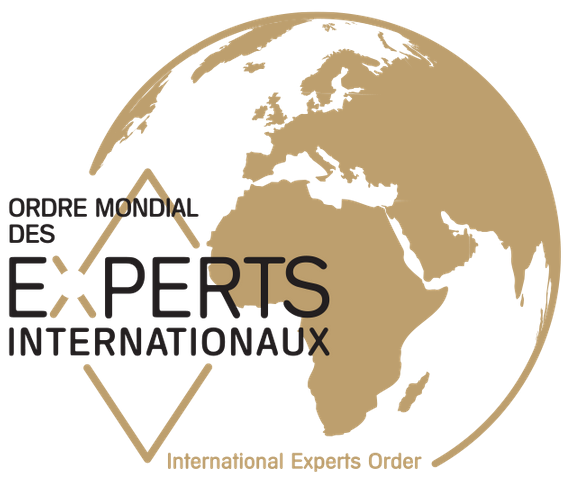 ORDRE MONDIAL
DES
EXPERTS
INTERNATIONAUX
International Experts Order